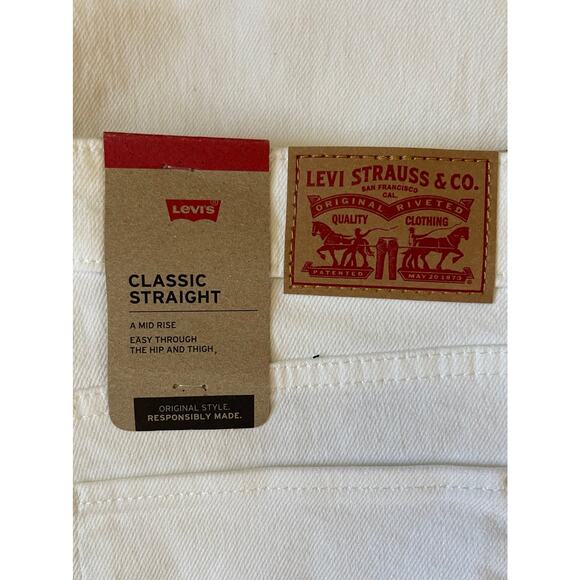 LEVI'S
CLASSIC
STRAIGHT
A MID RISE
EASY THROUGH
THE HIP AND THIGH
ORIGINAL STYLE.
RESPONSIBLY MADE.
LEVI STRAUSS & CO.
SAN FRANCISCO
CAL.
ORIGINAL RIVETED
QUALITY CLOTHING
PATENTED MAY 20 1873